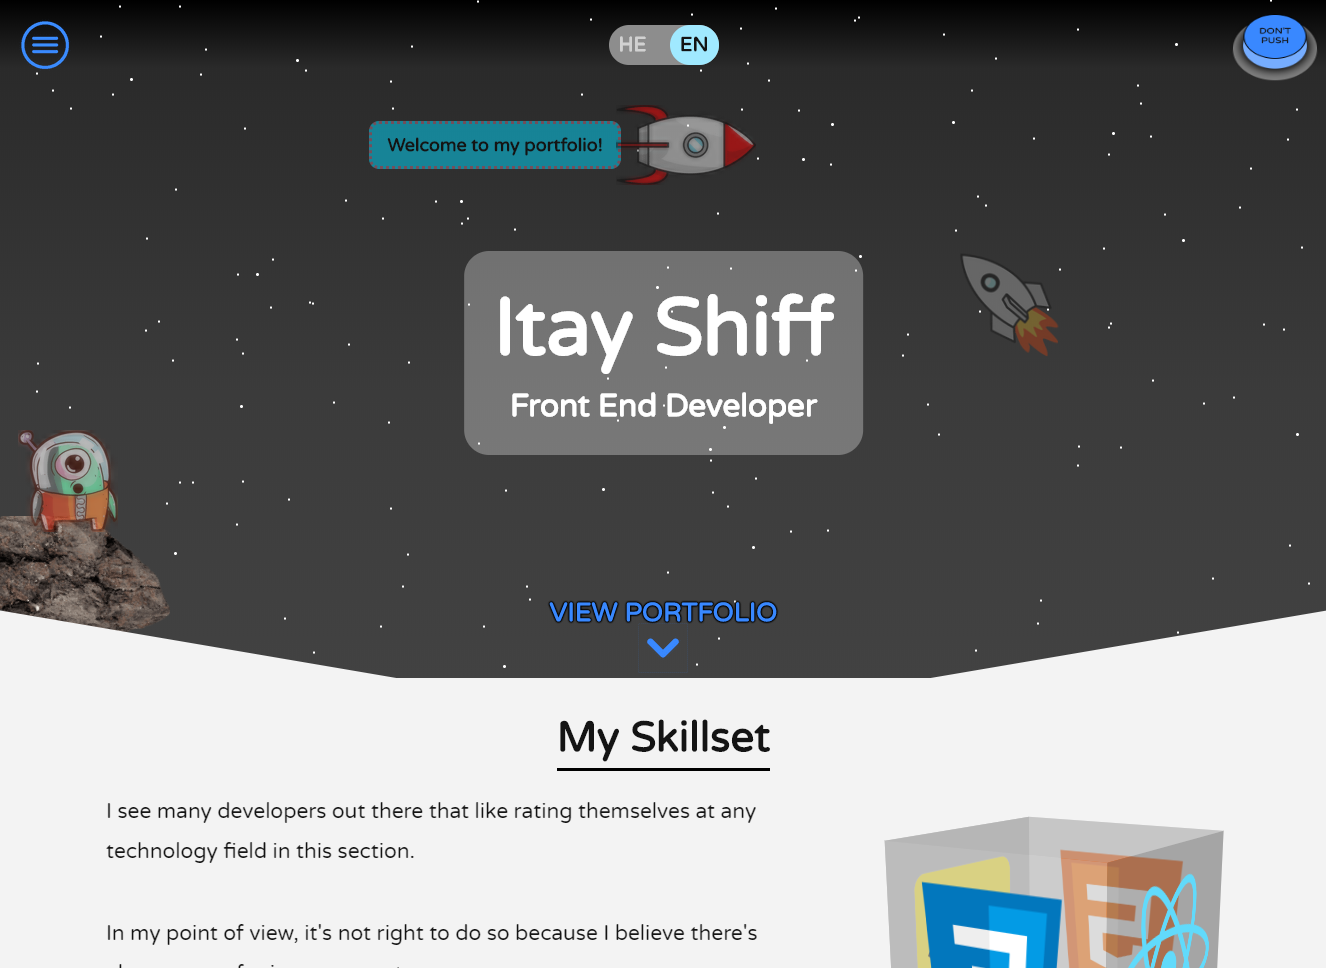 HE EN
DON'T
PUSH
Welcome to my portfolio!
Itay Shiff
Front End Developer
VIEW PORTFOLIO
My Skillset
I see many developers out there that like rating themselves at any
technology field in this section.
In my point of view, it's not right to do so because I believe there's